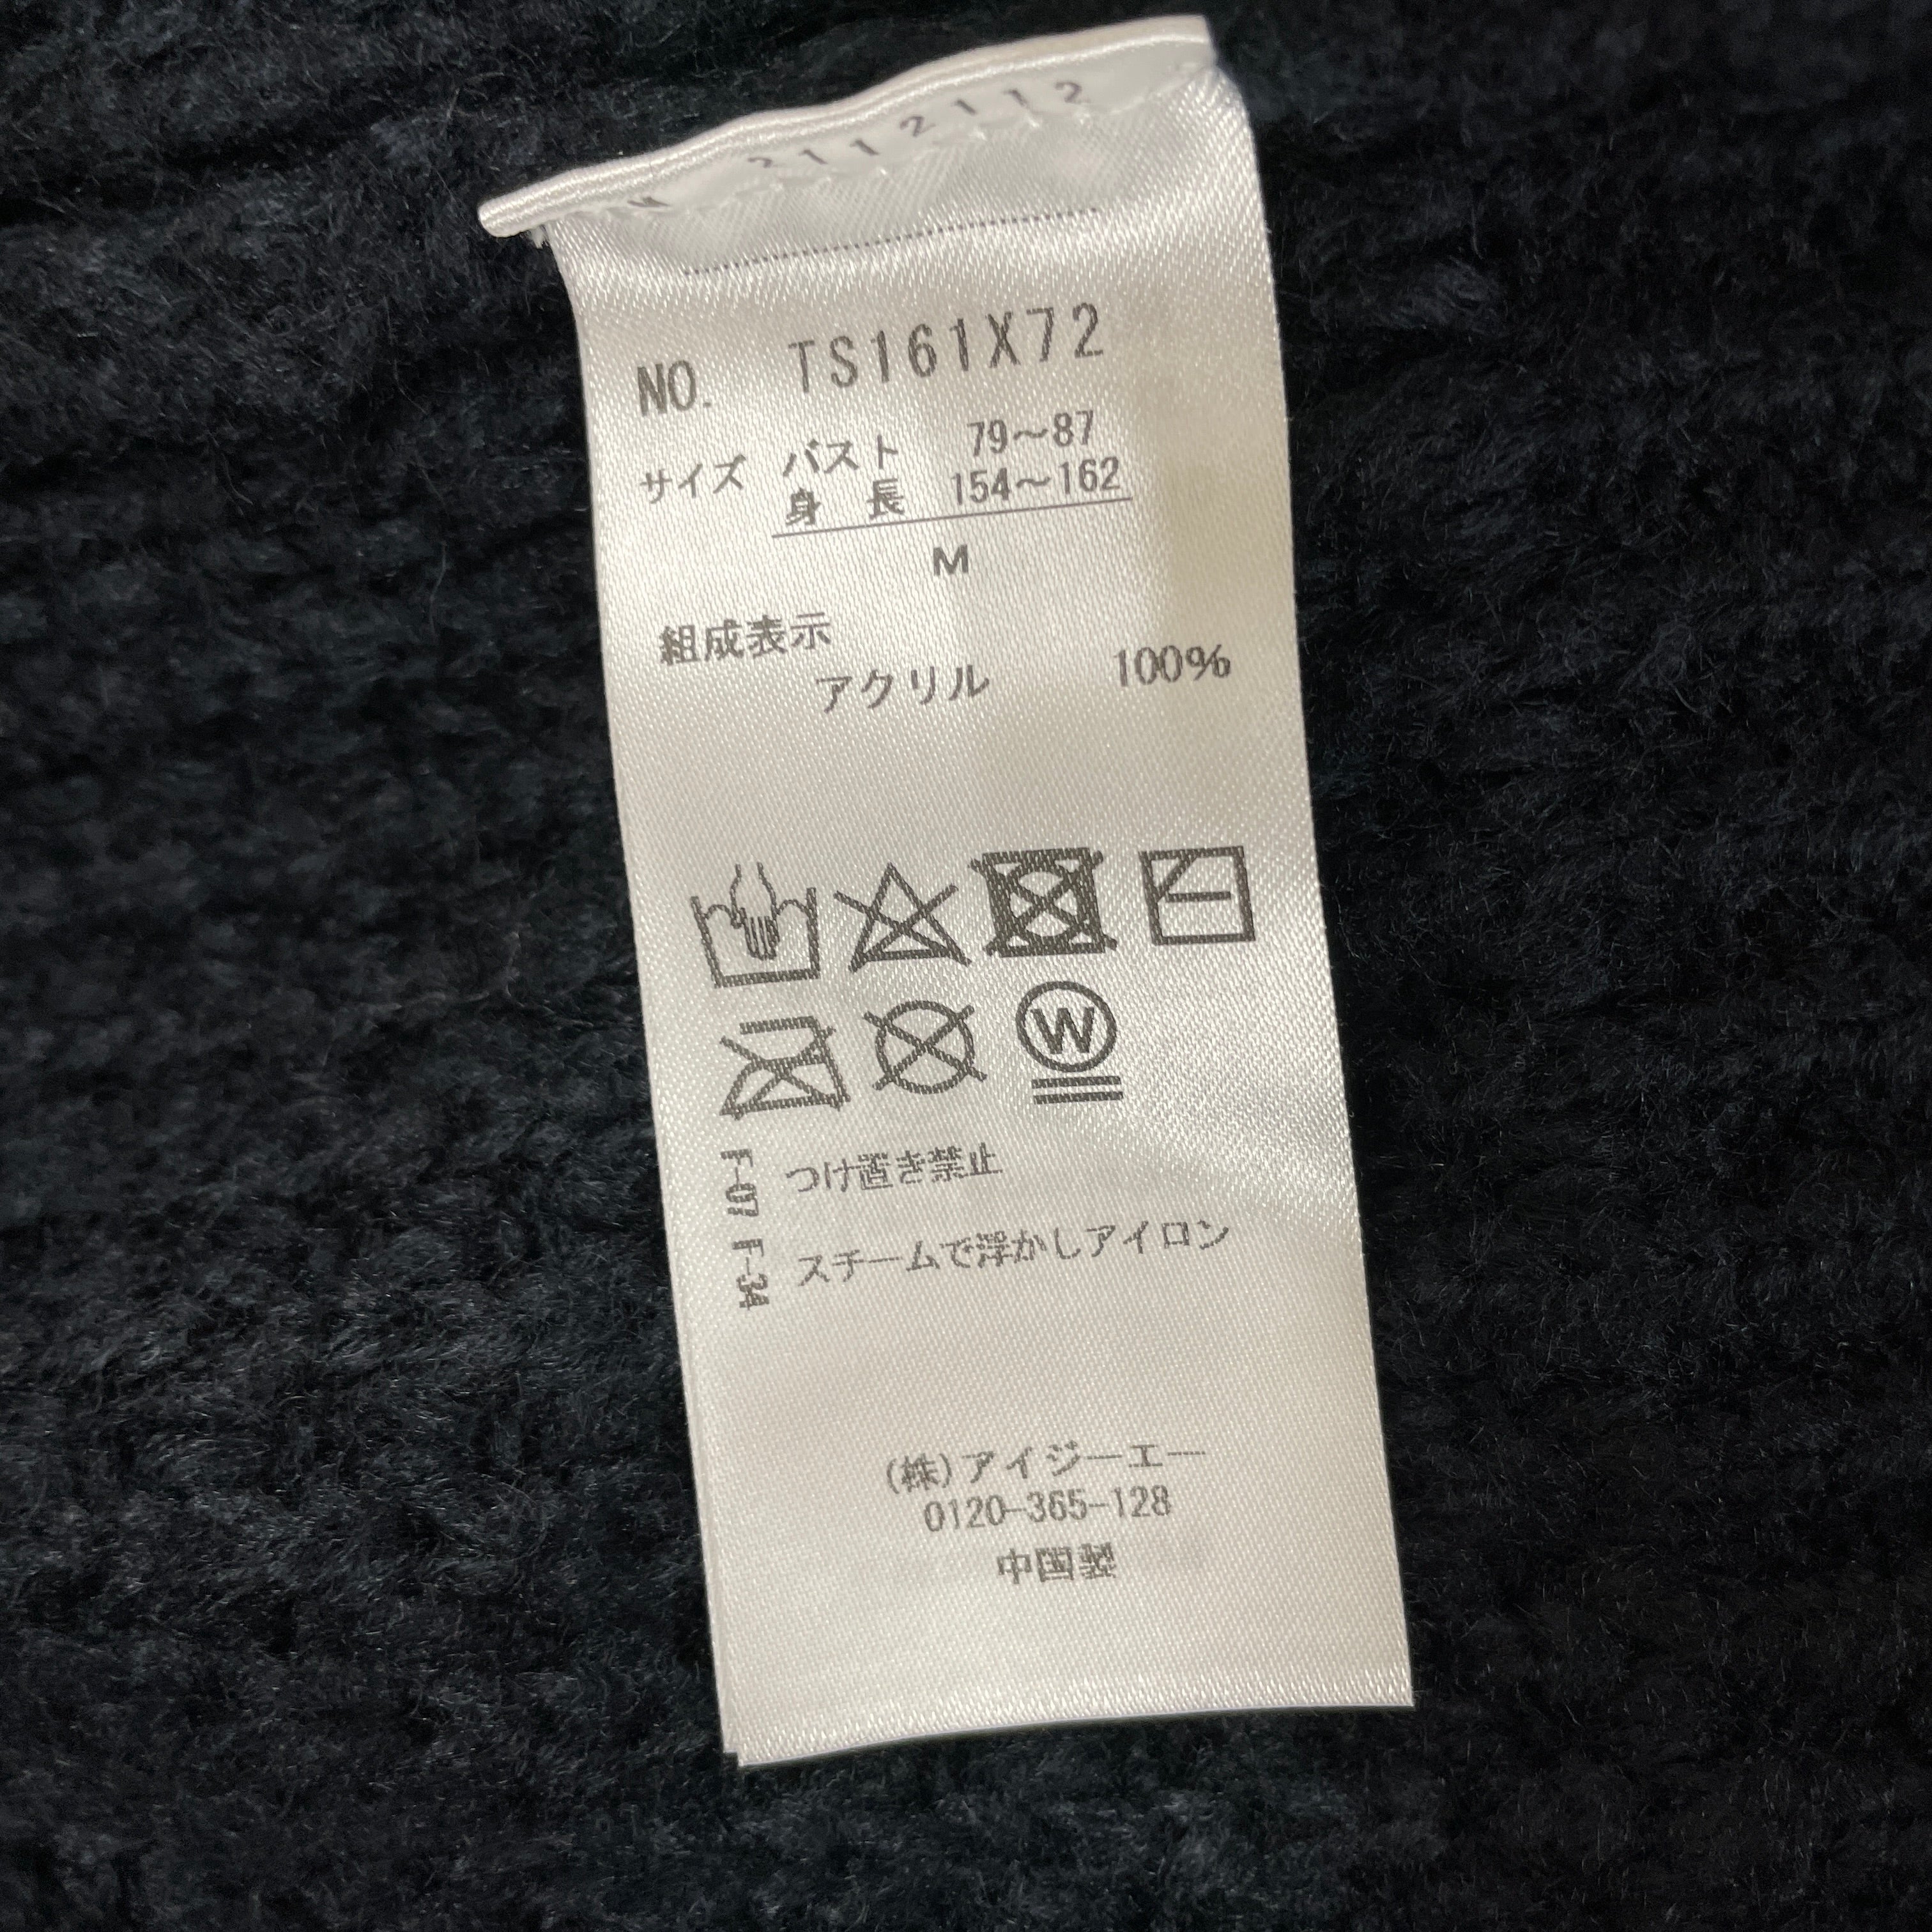 2112112
NO. TS161X72
サイズ バスト 79～87
身長 154～162
M
組成表示
アクリル 100%
W
F-07 つけ置き禁止
F-34 スチームで浮かしアイロン
(株)アイジーエー
0120-365-128
中国製